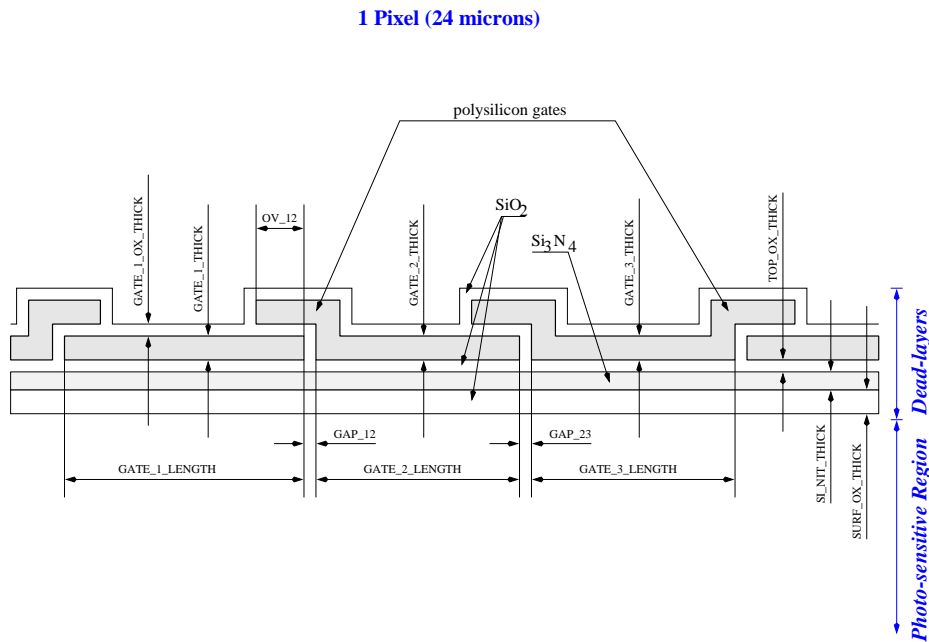 1 Pixel (24 microns)
polysilicon gates
SiO2
OV_12
Si3N4
GATE_1_OX_THICK
GATE_1_THICK
GATE_2_THICK
GATE_3_THICK
TOP_OX_THICK
GAP_12
GAP_23
GATE_1_LENGTH
GATE_2_LENGTH
GATE_3_LENGTH
SI_NIT_THICK
SURF_OX_THICK
Dead-layers
Photo-sensitive Region